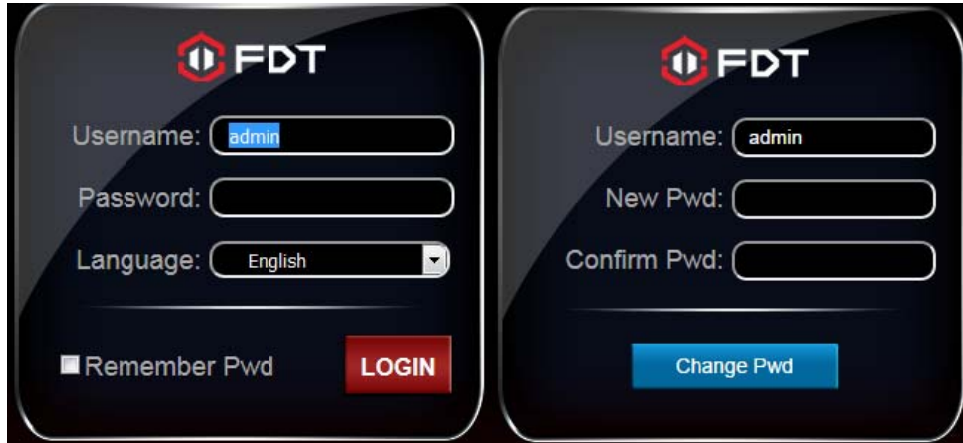 FDT
Username: admin
Password:
Language: English
Remember Pwd
LOGIN
FDT
Username: admin
New Pwd:
Confirm Pwd:
Change Pwd